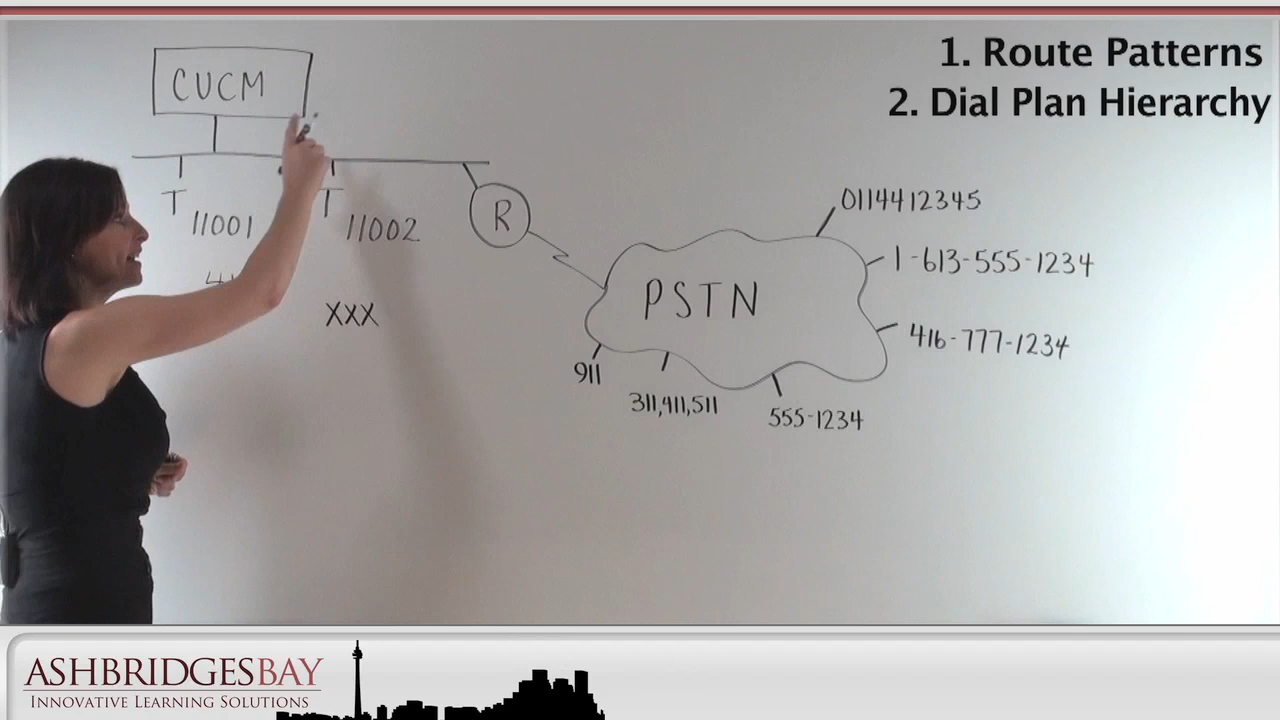 1. Route Patterns
2. Dial Plan Hierarchy
CUCM
T
11001
T
11002
R
XXX
PSTN
0114412345
1-613-555-1234
416-777-1234
555-1234
311,411,511
911
ASHBRIDGESBAY
INNOVATIVE LEARNING SOLUTIONS